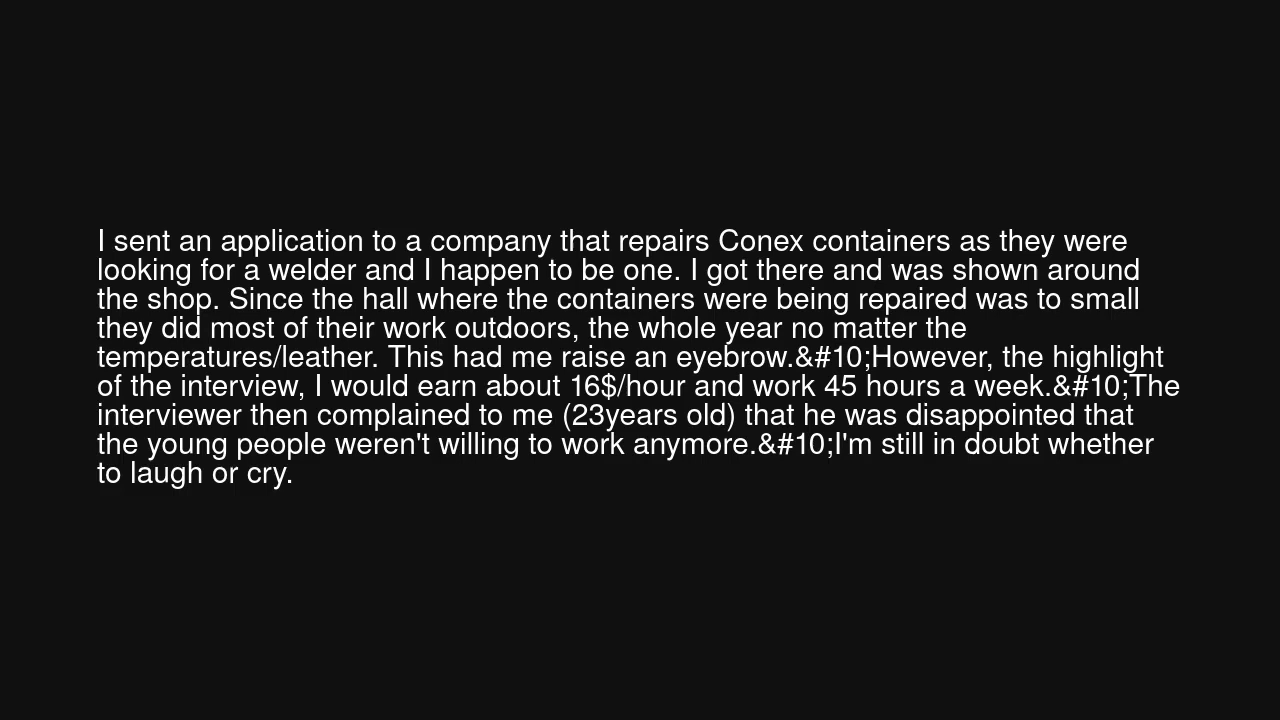 I sent an application to a company that repairs Conex containers as they were
looking for a welder and I happen to be one. I got there and was shown around
the shop. Since the hall where the containers were being repaired was to small
they did most of their work outdoors, the whole year no matter the
temperatures/leather. This had me raise an eyebrow.&#10;However, the highlight
of the interview, I would earn about 16$/hour and work 45 hours a week.&#10;The
interviewer then complained to me (23years old) that he was disappointed that
the young people weren't willing to work anymore.&#10;I'm still in doubt whether
to laugh or cry.